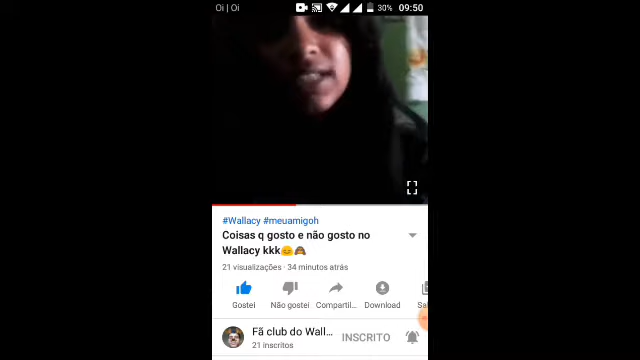 Oi | Oi 30% 09:50
#Wallacy #meuamigoh
Coisas q gosto e não gosto no
Wallacy kkk😊🙈
21 visualizações · 34 minutos atrás
Gostei Não gostei Compartil... Download
Fã club do Wall... INSCRITO
21 inscritos